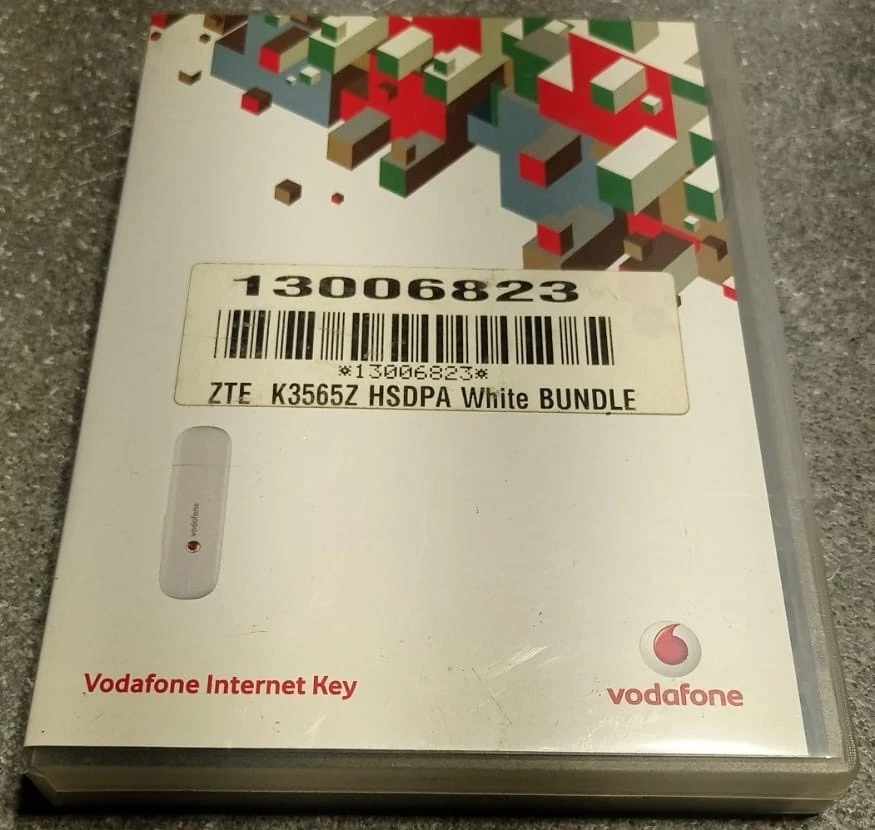 13006823
*13006823*
ZTE K3565Z HSDPA White BUNDLE
vodafone
Vodafone Internet Key
vodafone